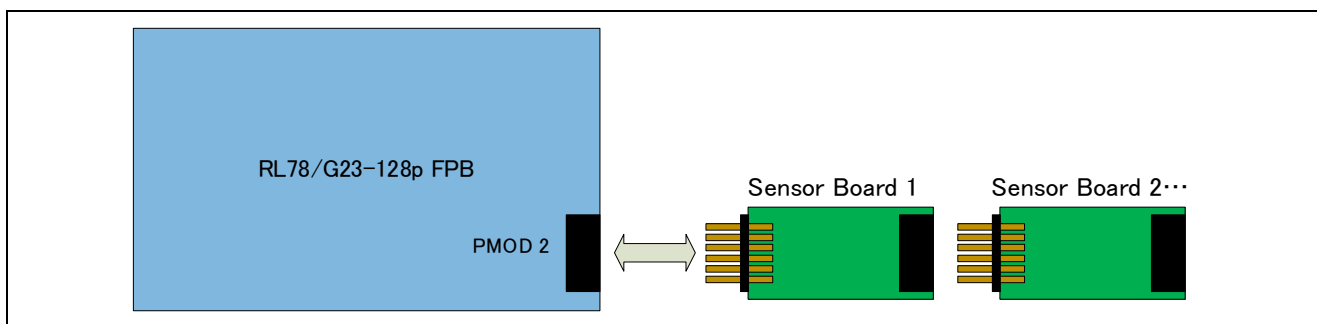 RL78/G23-128p FPB
PMOD 2
Sensor Board 1
Sensor Board 2･･･